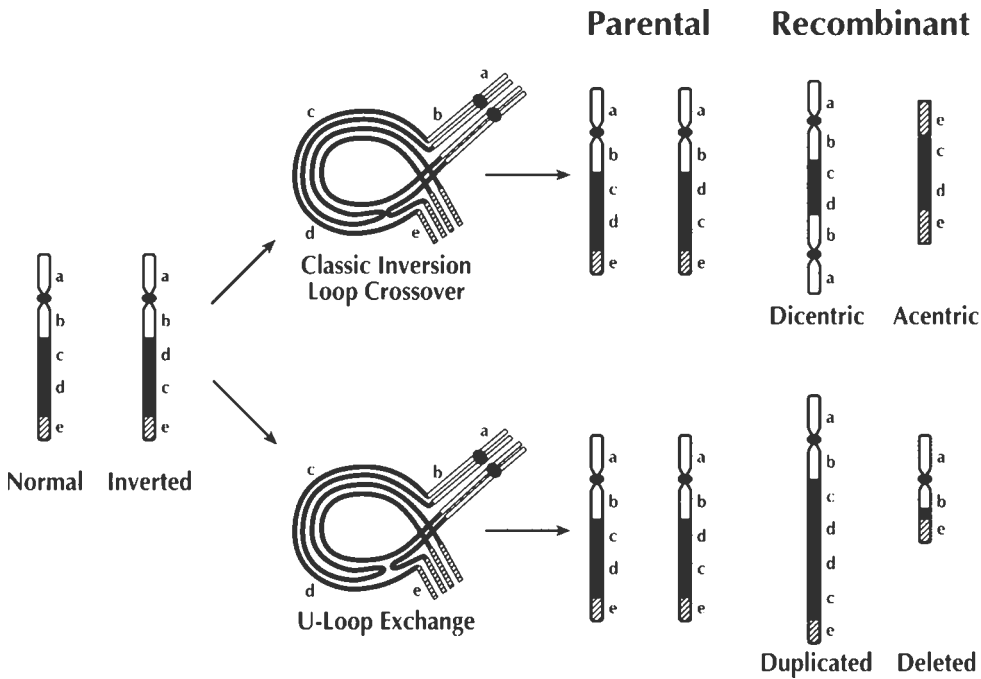 Parental Recombinant
a
b
c
d
e
Classic Inversion
Loop Crossover
a
b
c
d
e
a
b
d
c
e
a
b
c
d
b
a
Dicentric
e
c
d
e
Acentric
a
b
c
d
e
Normal
a
b
d
c
e
Inverted
a
b
c
d
e
U-Loop Exchange
a
b
c
d
e
a
b
d
c
e
a
b
c
d
d
c
e
Duplicated
a
b
e
Deleted